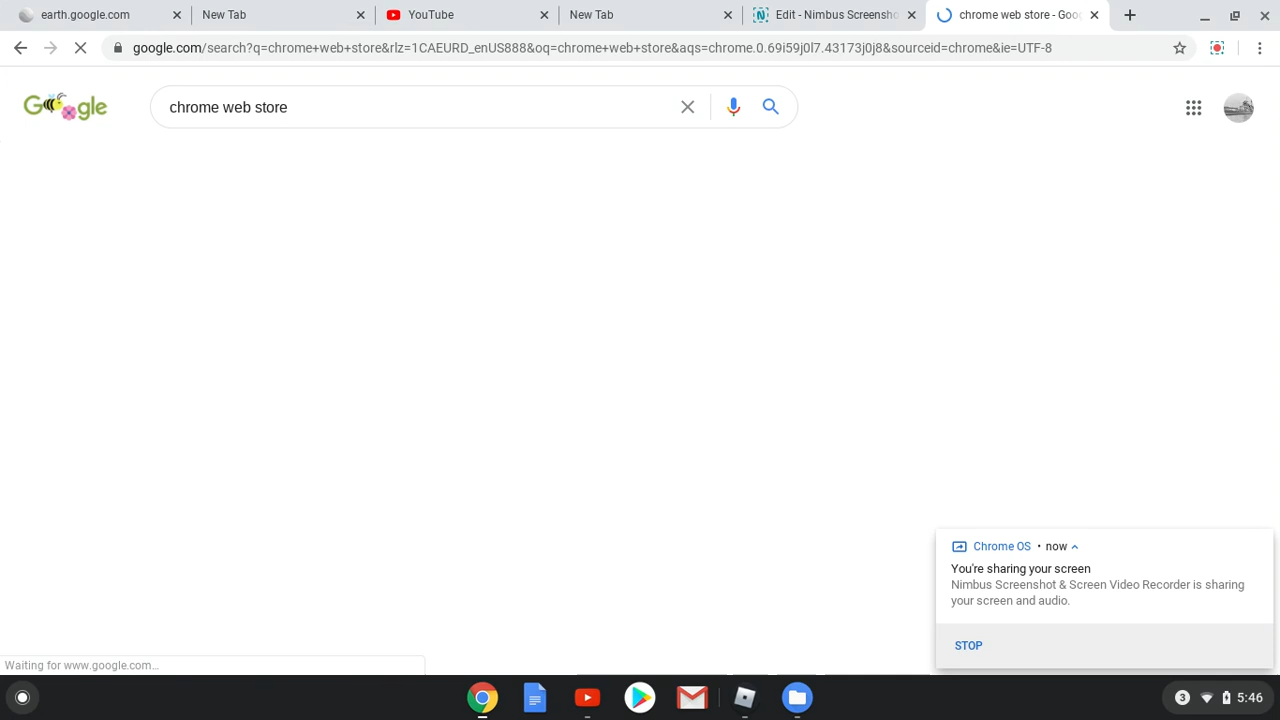 earth.google.com
New Tab
YouTube
New Tab
Edit - Nimbus Screensho
chrome web store - Goo
google.com/search?q=chrome+web+store&rlz=1CAEURD_enUS888&oq=chrome+web+store&aqs=chrome.0.69i59j0l7.43173j0j8&sourceid=chrome&ie=UTF-8
Google
chrome web store
Chrome OS • now
You're sharing your screen
Nimbus Screenshot & Screen Video Recorder is sharing
your screen and audio.
STOP
Waiting for www.google.com…
3
5:46